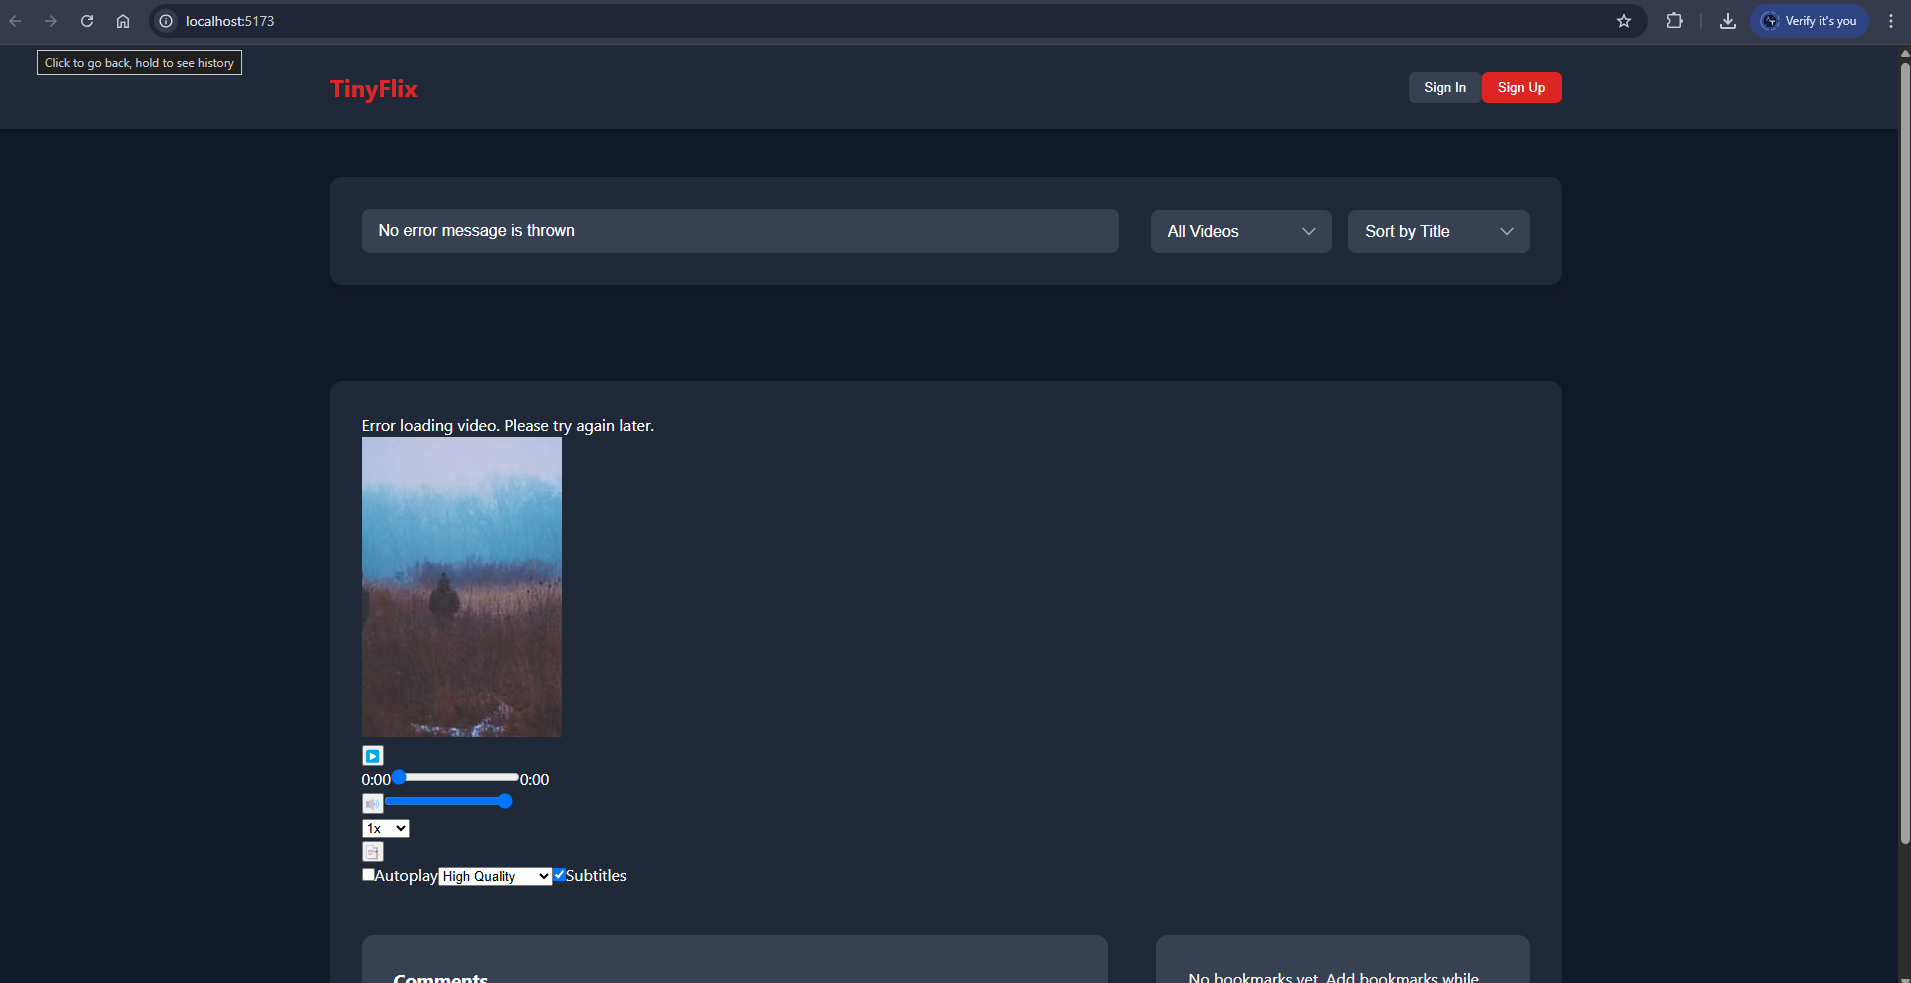 localhost:5173
Verify it's you
Click to go back, hold to see history
TinyFlix
Sign In
Sign Up
No error message is thrown
All Videos
Sort by Title
Error loading video. Please try again later.
0:00 0:00
1x
Autoplay High Quality Subtitles
Comments
No bookmarks yet. Add bookmarks while